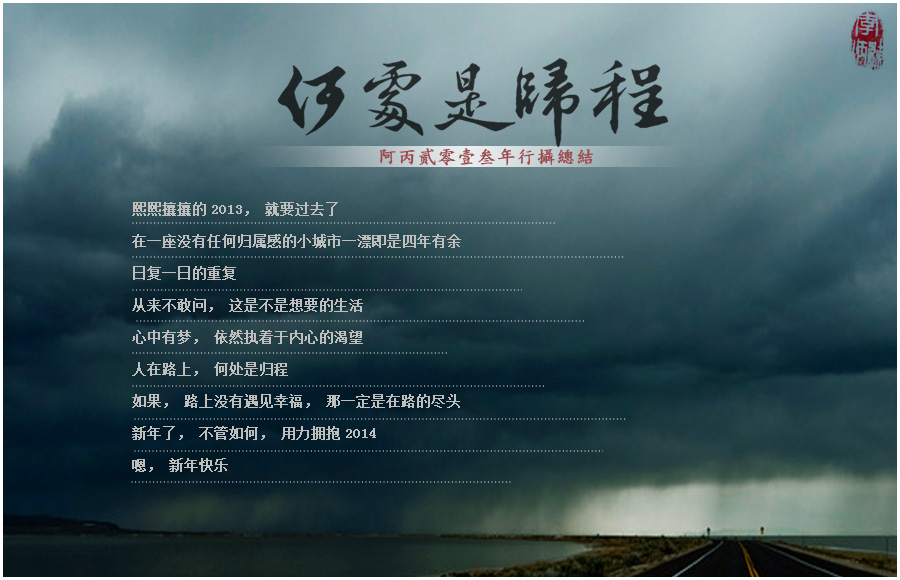 何處是歸程
阿丙貳零壹叁年行攝總結
熙熙攘攘的 2013， 就要过去了
在一座没有任何归属感的小城市一漂即是四年有余
日复一日的重复
从来不敢问， 这是不是想要的生活
心中有梦， 依然执着于内心的渴望
人在路上， 何处是归程
如果， 路上没有遇见幸福， 那一定是在路的尽头
新年了， 不管如何， 用力拥抱 2014
嗯， 新年快乐